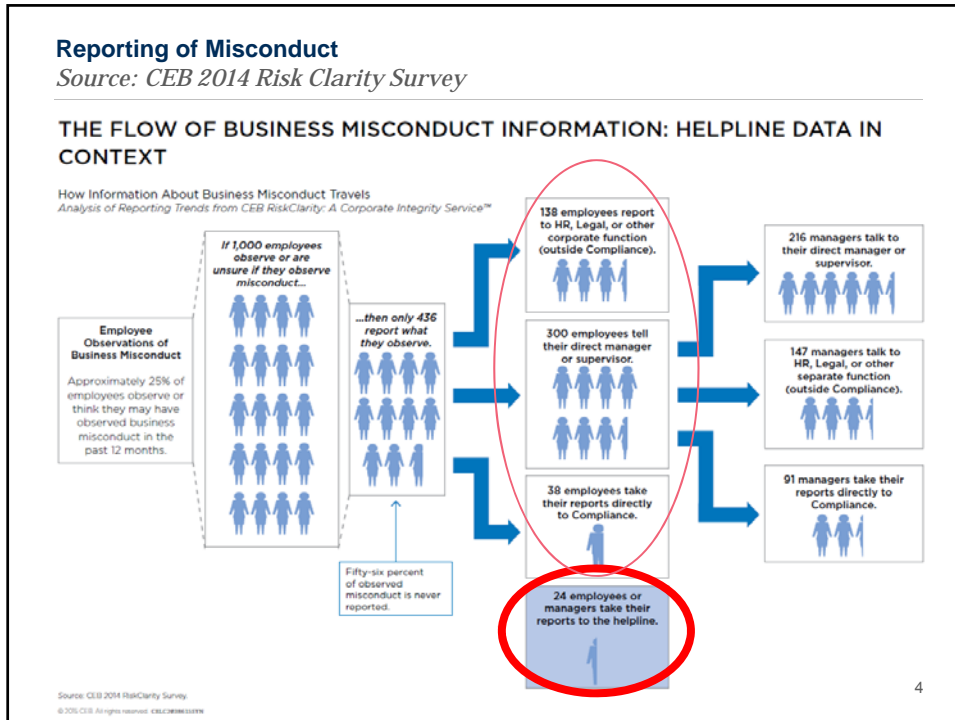 Reporting of Misconduct
Source: CEB 2014 Risk Clarity Survey
THE FLOW OF BUSINESS MISCONDUCT INFORMATION: HELPLINE DATA IN
CONTEXT
How Information About Business Misconduct Travels
Analysis of Reporting Trends from CEB RiskClarity: A Corporate Integrity Service™
Employee
Observations of
Business Misconduct
Approximately 25% of
employees observe or
think they may have
observed business
misconduct in the
past 12 months.
If 1,000 employees
observe or are
unsure if they observe
misconduct...
...then only 436
report what
they observe.
Fifty-six percent
of observed
misconduct is never
reported.
138 employees report
to HR, Legal, or other
corporate function
(outside Compliance).
300 employees tell
their direct manager
or supervisor.
38 employees take
their reports directly
to Compliance.
24 employees or
managers take their
reports to the helpline.
216 managers talk to
their direct manager or
supervisor.
147 managers talk to
HR, Legal, or other
separate function
(outside Compliance).
91 managers take their
reports directly to
Compliance.
Source: CEB 2014 RiskClarity Survey.
CEB. All rights reserved.
4